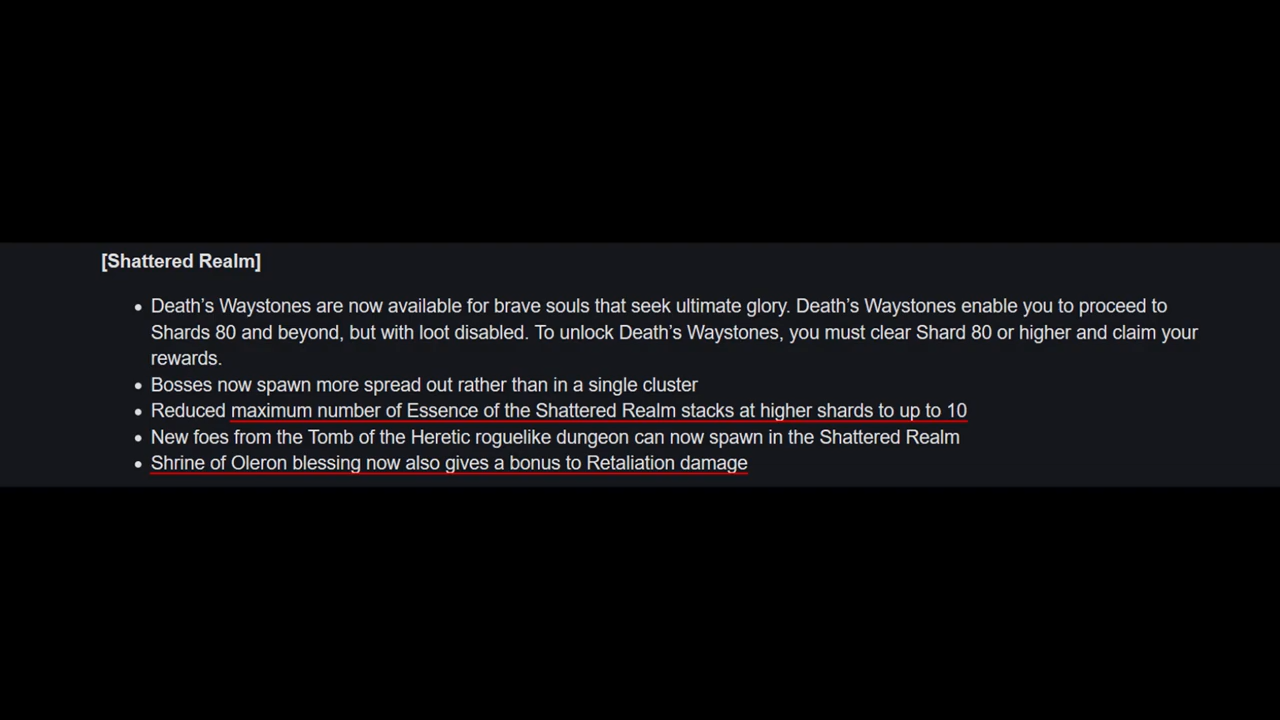 [Shattered Realm]
• Death's Waystones are now available for brave souls that seek ultimate glory. Death's Waystones enable you to proceed to
Shards 80 and beyond, but with loot disabled. To unlock Death's Waystones, you must clear Shard 80 or higher and claim your
rewards.
• Bosses now spawn more spread out rather than in a single cluster
• Reduced maximum number of Essence of the Shattered Realm stacks at higher shards to up to 10
• New foes from the Tomb of the Heretic roguelike dungeon can now spawn in the Shattered Realm
• Shrine of Oleron blessing now also gives a bonus to Retaliation damage